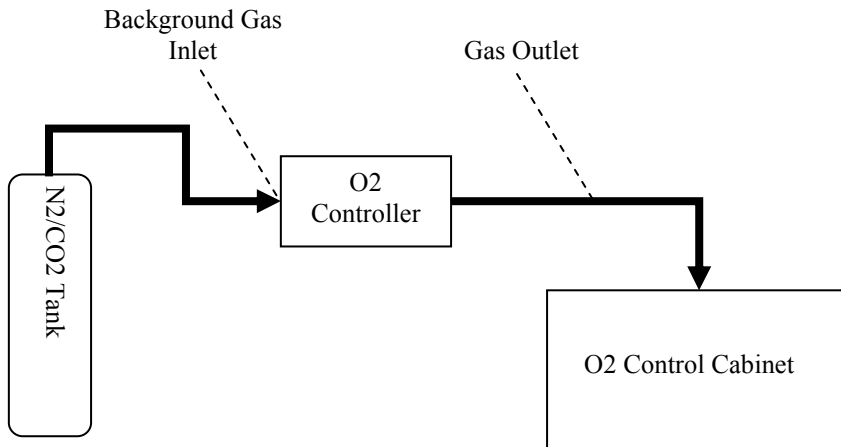 Background Gas
Inlet
Gas Outlet
N2/CO2 Tank
O2
Controller
O2 Control Cabinet